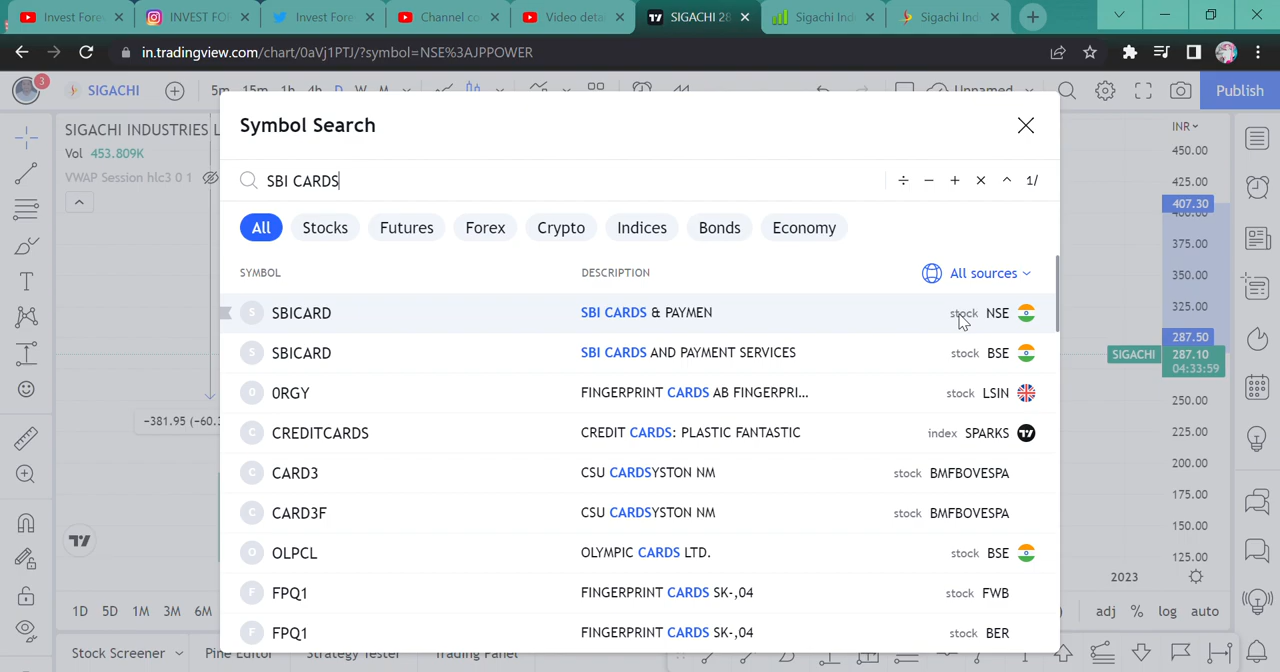 Invest Fore
INVEST FO
Invest Fore
Channel co
Video deta
SIGACHI 28
Sigachi Ind
Sigachi Ind
in.tradingview.com/chart/0aVj1PTJ/?symbol=NSE%3AJPPOWER
3
SIGACHI
5m 15m 1h 4h D W M
Unnamed
Publish
Symbol Search
SBI CARDS
÷ − + × ^ 1/
All Stocks Futures Forex Crypto Indices Bonds Economy
SYMBOL DESCRIPTION All sources
S SBICARD SBI CARDS & PAYMEN stock NSE
S SBICARD SBI CARDS AND PAYMENT SERVICES stock BSE
0 0RGY FINGERPRINT CARDS AB FINGERPRI... stock LSIN
C CREDITCARDS CREDIT CARDS: PLASTIC FANTASTIC index SPARKS
C CARD3 CSU CARDSYSTON NM stock BMFBOVESPA
C CARD3F CSU CARDSYSTON NM stock BMFBOVESPA
O OLPCL OLYMPIC CARDS LTD. stock BSE
F FPQ1 FINGERPRINT CARDS SK-,04 stock FWB
F FPQ1 FINGERPRINT CARDS SK-,04 stock BER
SIGACHI INDUSTRIES L
Vol 453.809K
VWAP Session hlc3 0 1
−381.95 (−60.3
INR
450.00
425.00
407.30
400.00
375.00
350.00
325.00
287.50
SIGACHI 287.10
04:33:59
250.00
225.00
200.00
175.00
150.00
125.00
2023
1D 5D 1M 3M 6M
adj % log auto
Stock Screener Pine Editor Strategy Tester Trading Panel